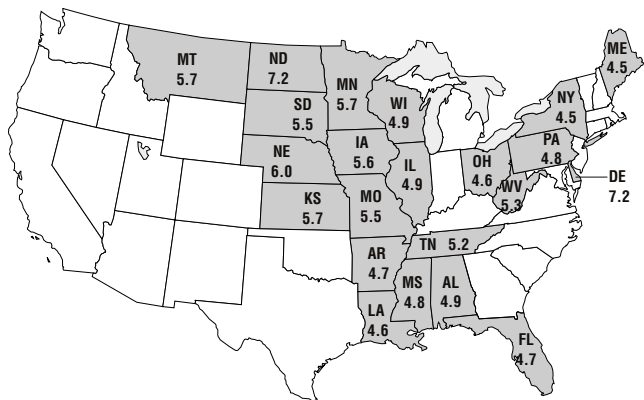 MT
5.7
ND
7.2
MN
5.7
SD
5.5
WI
4.9
NE
6.0
IA
5.6
KS
5.7
MO
5.5
IL
4.9
OH
4.6
WV
5.3
PA
4.8
NY
4.5
ME
4.5
DE
7.2
TN 5.2
AR
4.7
MS
4.8
AL
4.9
LA
4.6
FL
4.7